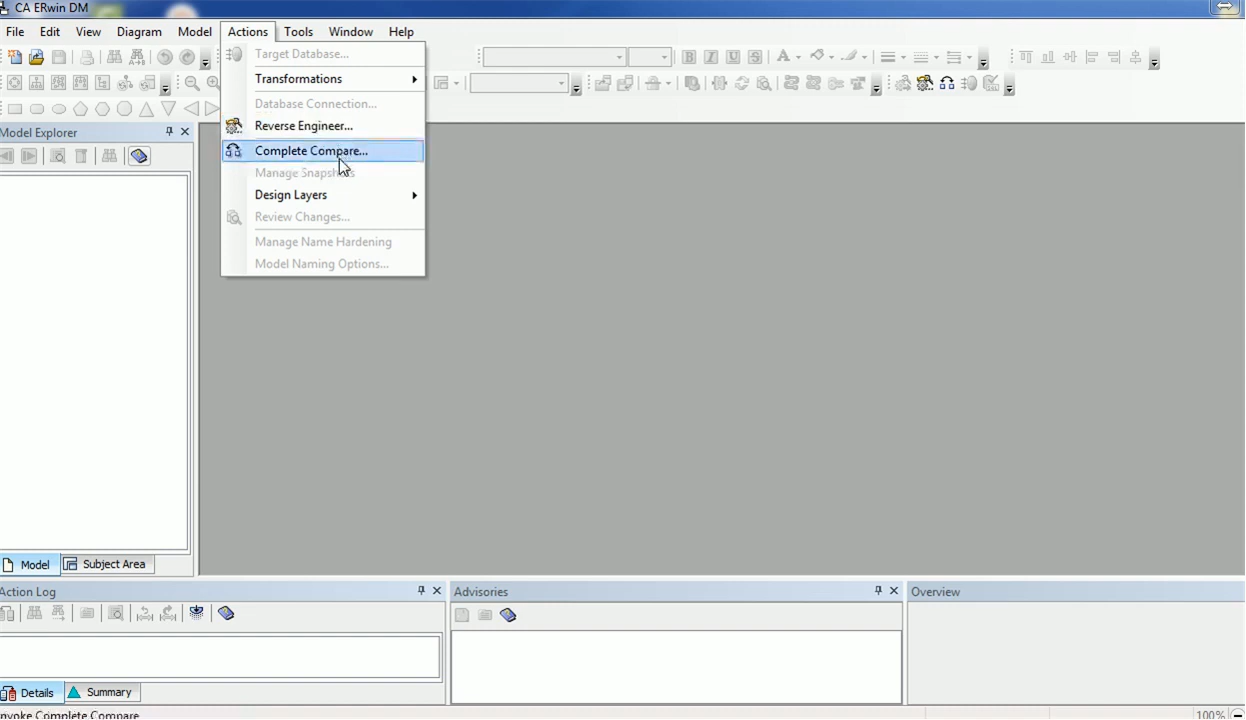 CA ERwin DM
File Edit View Diagram Model Actions Tools Window Help
Target Database...
Transformations
Database Connection...
Reverse Engineer...
Complete Compare...
Manage Snapshots
Design Layers
Review Changes...
Manage Name Hardening
Model Naming Options...
Model Explorer
Model Subject Area
Action Log
Advisories
Overview
Details Summary
nvoke Complete Compare
100%